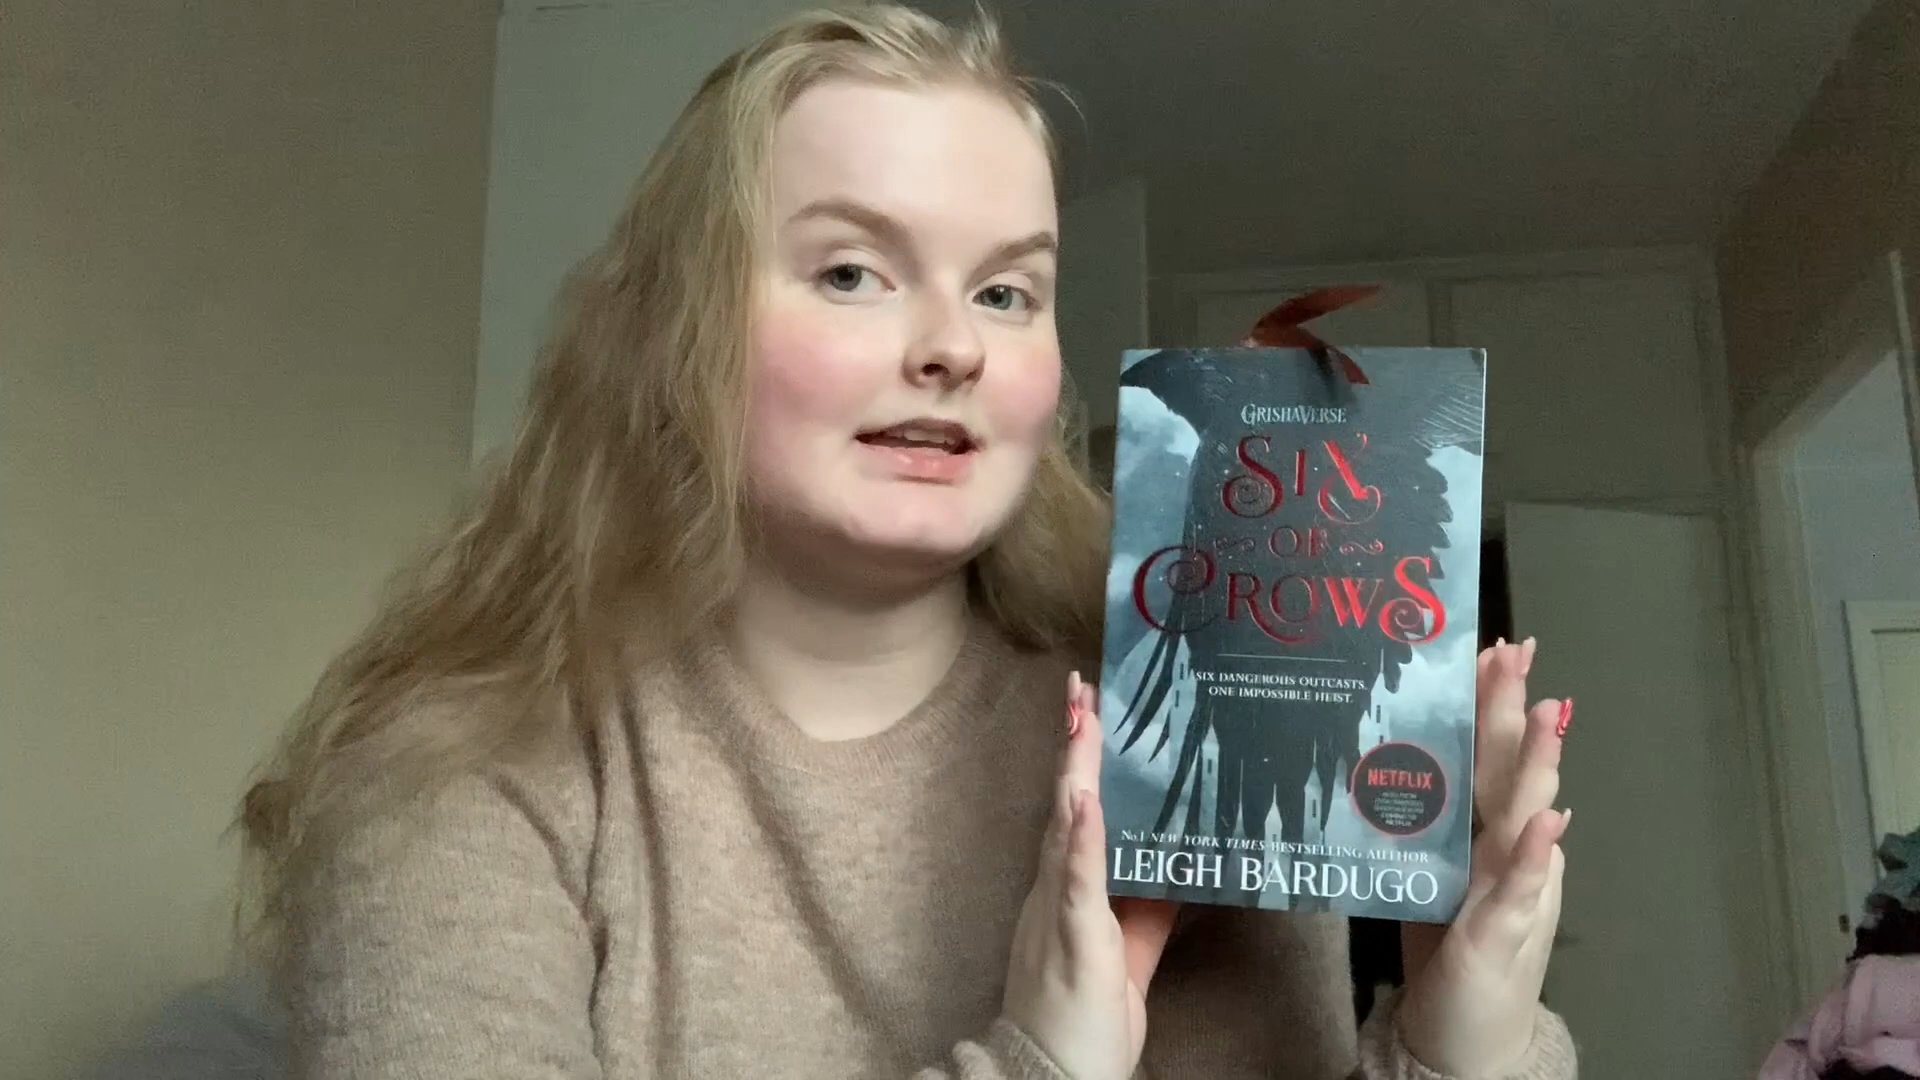 GRISHAVERSE
SIX
OF
CROWS
SIX DANGEROUS OUTCASTS.
ONE IMPOSSIBLE HEIST.
NETFLIX
No.1 NEW YORK TIMES BESTSELLING AUTHOR
LEIGH BARDUGO